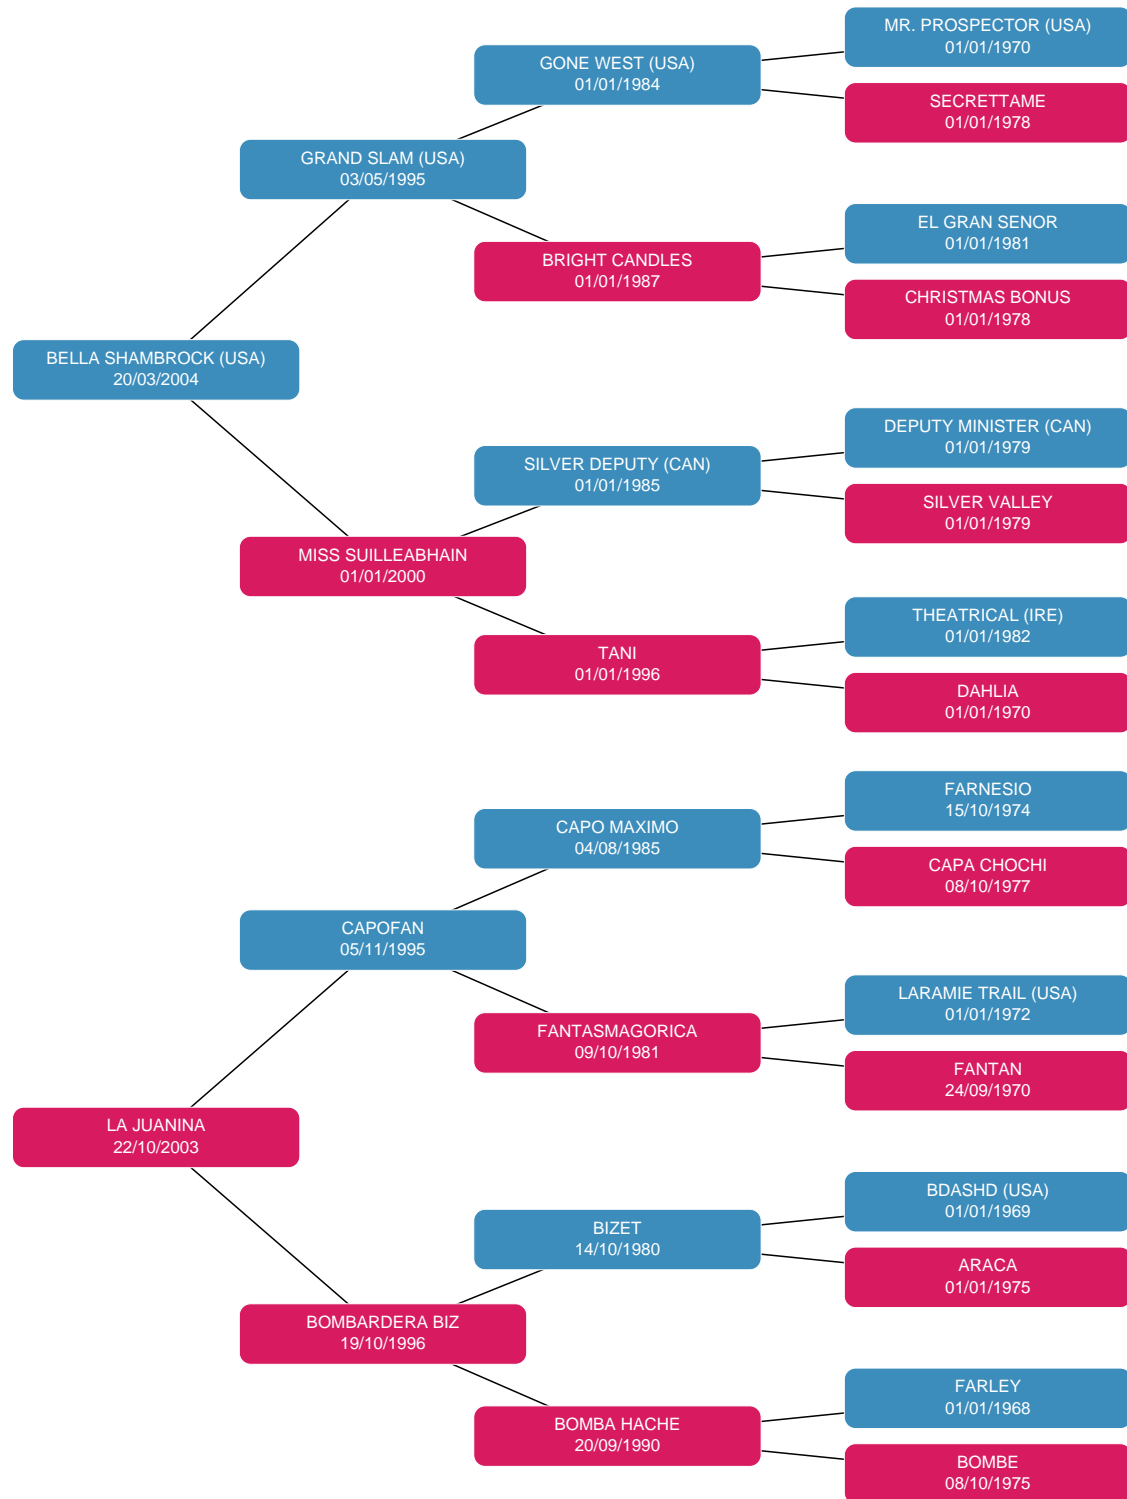 MR. PROSPECTOR (USA)
01/01/1970
GONE WEST (USA)
01/01/1984
SECRETTAME
01/01/1978
GRAND SLAM (USA)
03/05/1995
EL GRAN SENOR
01/01/1981
BRIGHT CANDLES
01/01/1987
CHRISTMAS BONUS
01/01/1978
BELLA SHAMBROCK (USA)
20/03/2004
DEPUTY MINISTER (CAN)
01/01/1979
SILVER DEPUTY (CAN)
01/01/1985
SILVER VALLEY
01/01/1979
MISS SUILLEABHAIN
01/01/2000
THEATRICAL (IRE)
01/01/1982
TANI
01/01/1996
DAHLIA
01/01/1970
FARNESIO
15/10/1974
CAPO MAXIMO
04/08/1985
CAPA CHOCHI
08/10/1977
CAPOFAN
05/11/1995
LARAMIE TRAIL (USA)
01/01/1972
FANTASMAGORICA
09/10/1981
FANTAN
24/09/1970
LA JUANINA
22/10/2003
BDASHD (USA)
01/01/1969
BIZET
14/10/1980
ARACA
01/01/1975
BOMBARDERA BIZ
19/10/1996
FARLEY
01/01/1968
BOMBA HACHE
20/09/1990
BOMBE
08/10/1975